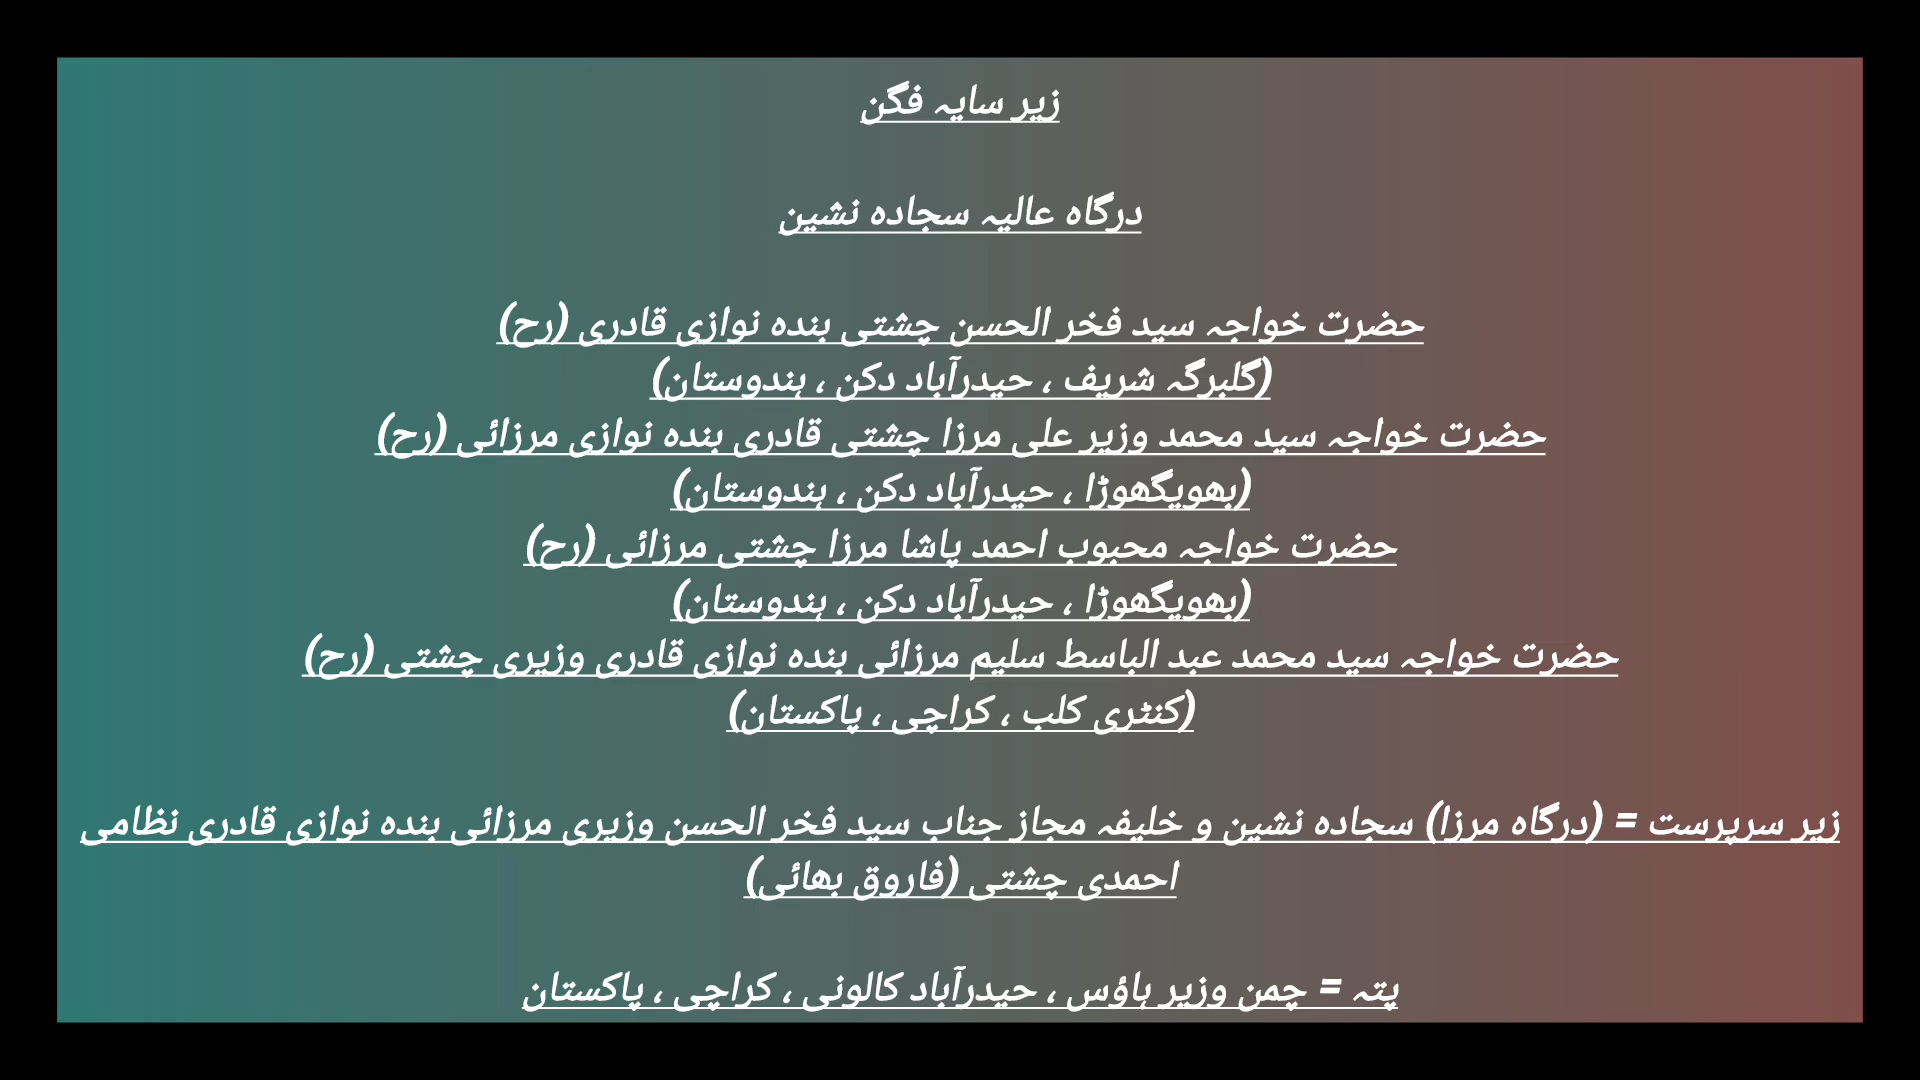 زیر سایہ فگن
درگاہ عالیہ سجادہ نشین
حضرت خواجہ سید فخر الحسن چشتی بندہ نوازی قادری (رح)
(گلبرگہ شریف ، حیدرآباد دکن ، ہندوستان)
حضرت خواجہ سید محمد وزیر علی مرزا چشتی قادری بندہ نوازی مرزائی (رح)
(بھویگھوڑا ، حیدرآباد دکن ، ہندوستان)
حضرت خواجہ محبوب احمد پاشا مرزا چشتی مرزائی (رح)
(بھویگھوڑا ، حیدرآباد دکن ، ہندوستان)
حضرت خواجہ سید محمد عبد الباسط سلیم مرزائی بندہ نوازی قادری وزیری چشتی (رح)
(کنٹری کلب ، کراچی ، پاکستان)
زیر سرپرست = (درگاہ مرزا) سجادہ نشین و خلیفہ مجاز جناب سید فخر الحسن وزیری مرزائی بندہ نوازی قادری نظامی
احمدی چشتی (فاروق بھائی)
پتہ = چمن وزیر ہاؤس ، حیدرآباد کالونی ، کراچی ، پاکستان